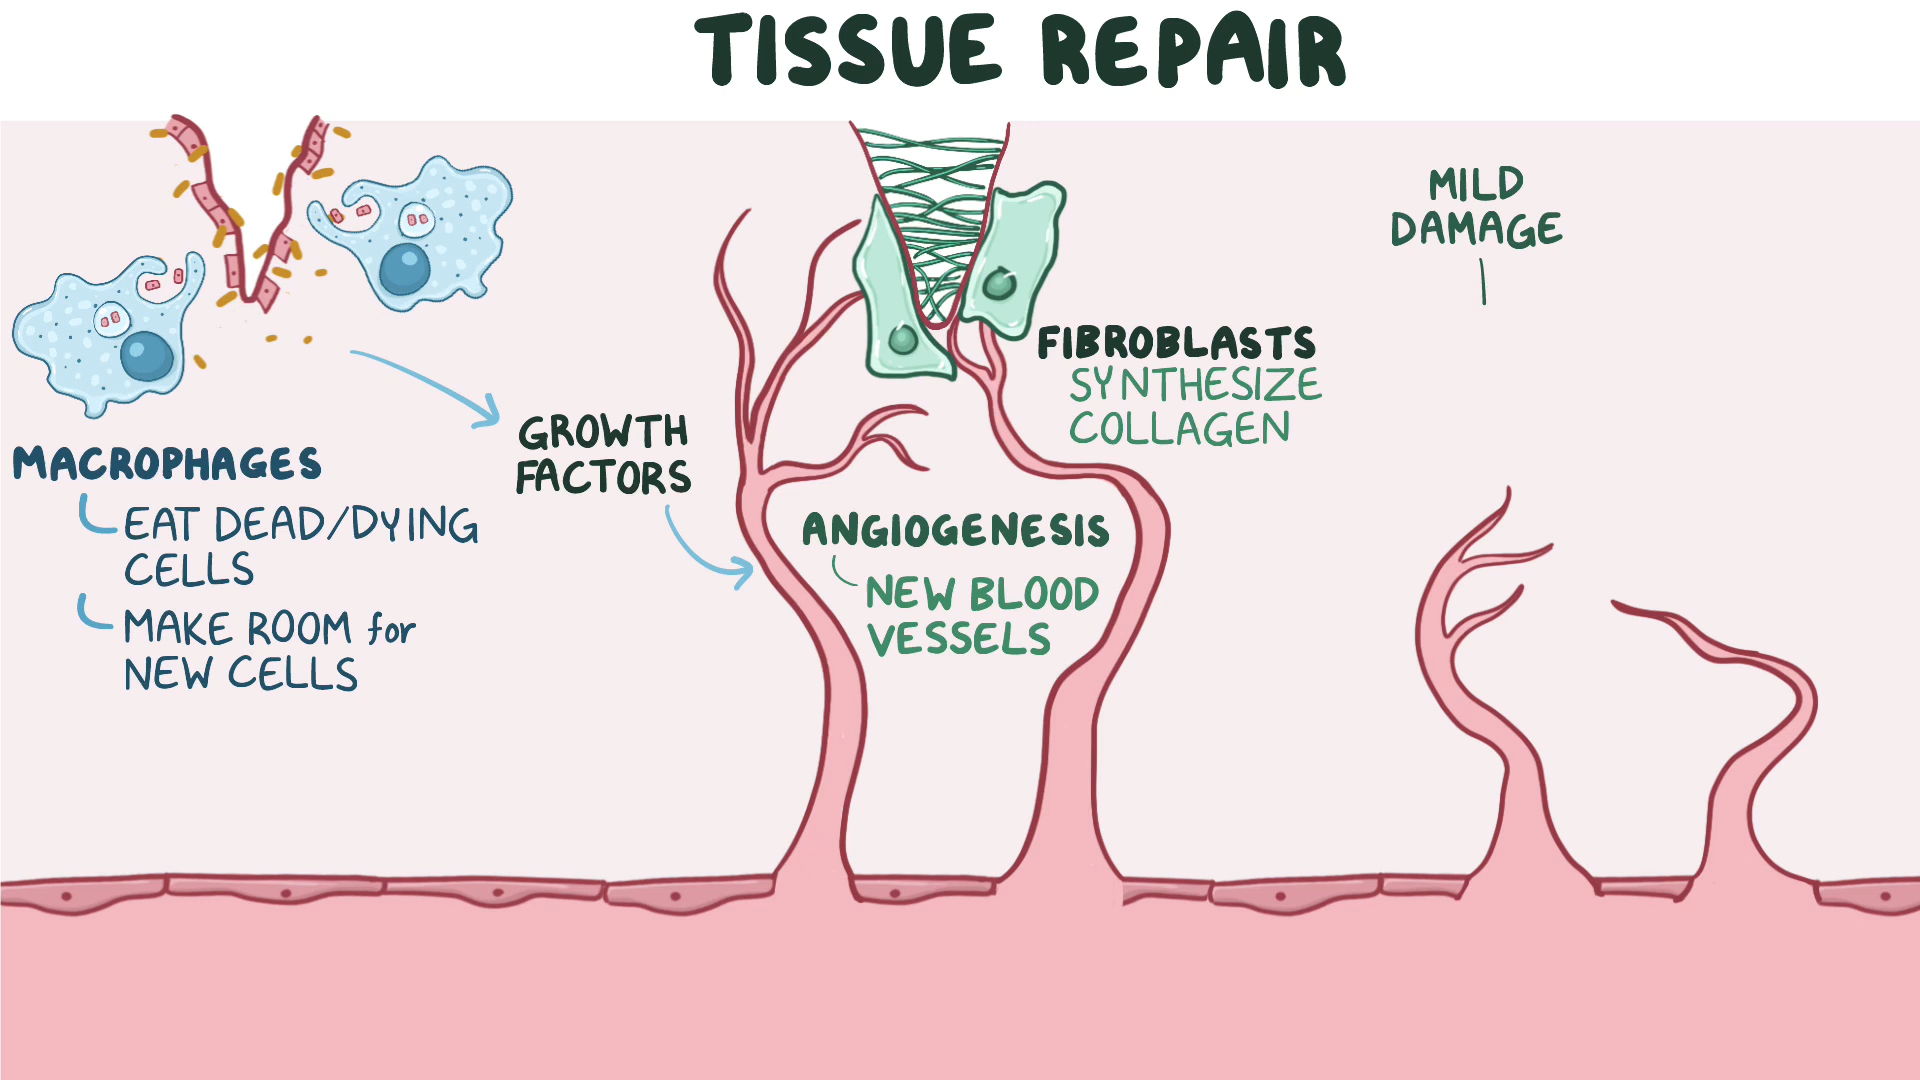 TISSUE REPAIR
MACROPHAGES
EAT DEAD/DYING
CELLS
MAKE ROOM for
NEW CELLS
GROWTH
FACTORS
ANGIOGENESIS
NEW BLOOD
VESSELS
FIBROBLASTS
SYNTHESIZE
COLLAGEN
MILD
DAMAGE